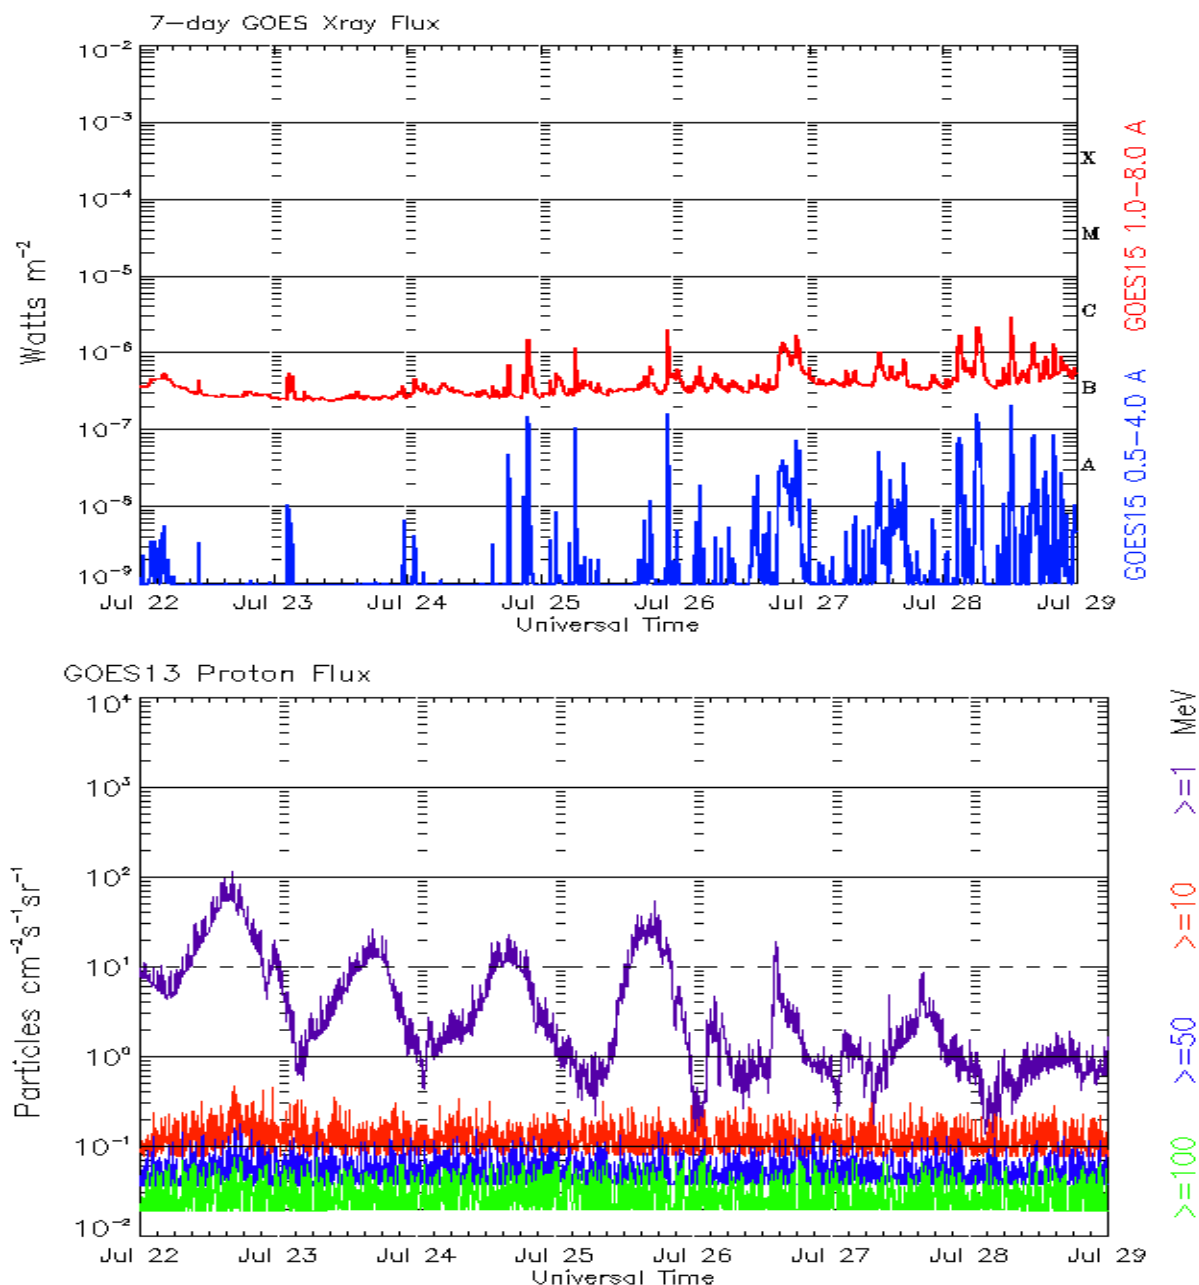 7-day GOES Xray Flux
10⁻²
10⁻³
10⁻⁴
10⁻⁵
10⁻⁶
10⁻⁷
10⁻⁸
10⁻⁹
Watts m⁻²
X
M
C
B
A
GOES15 1.0-8.0 A
GOES15 0.5-4.0 A
Jul 22 Jul 23 Jul 24 Jul 25 Jul 26 Jul 27 Jul 28 Jul 29
Universal Time
GOES13 Proton Flux
10⁴
10³
10²
10¹
10⁰
10⁻¹
10⁻²
Particles cm⁻²s⁻¹sr⁻¹
>=1 MeV
>=10
>=50
>=100
Jul 22 Jul 23 Jul 24 Jul 25 Jul 26 Jul 27 Jul 28 Jul 29
Universal Time